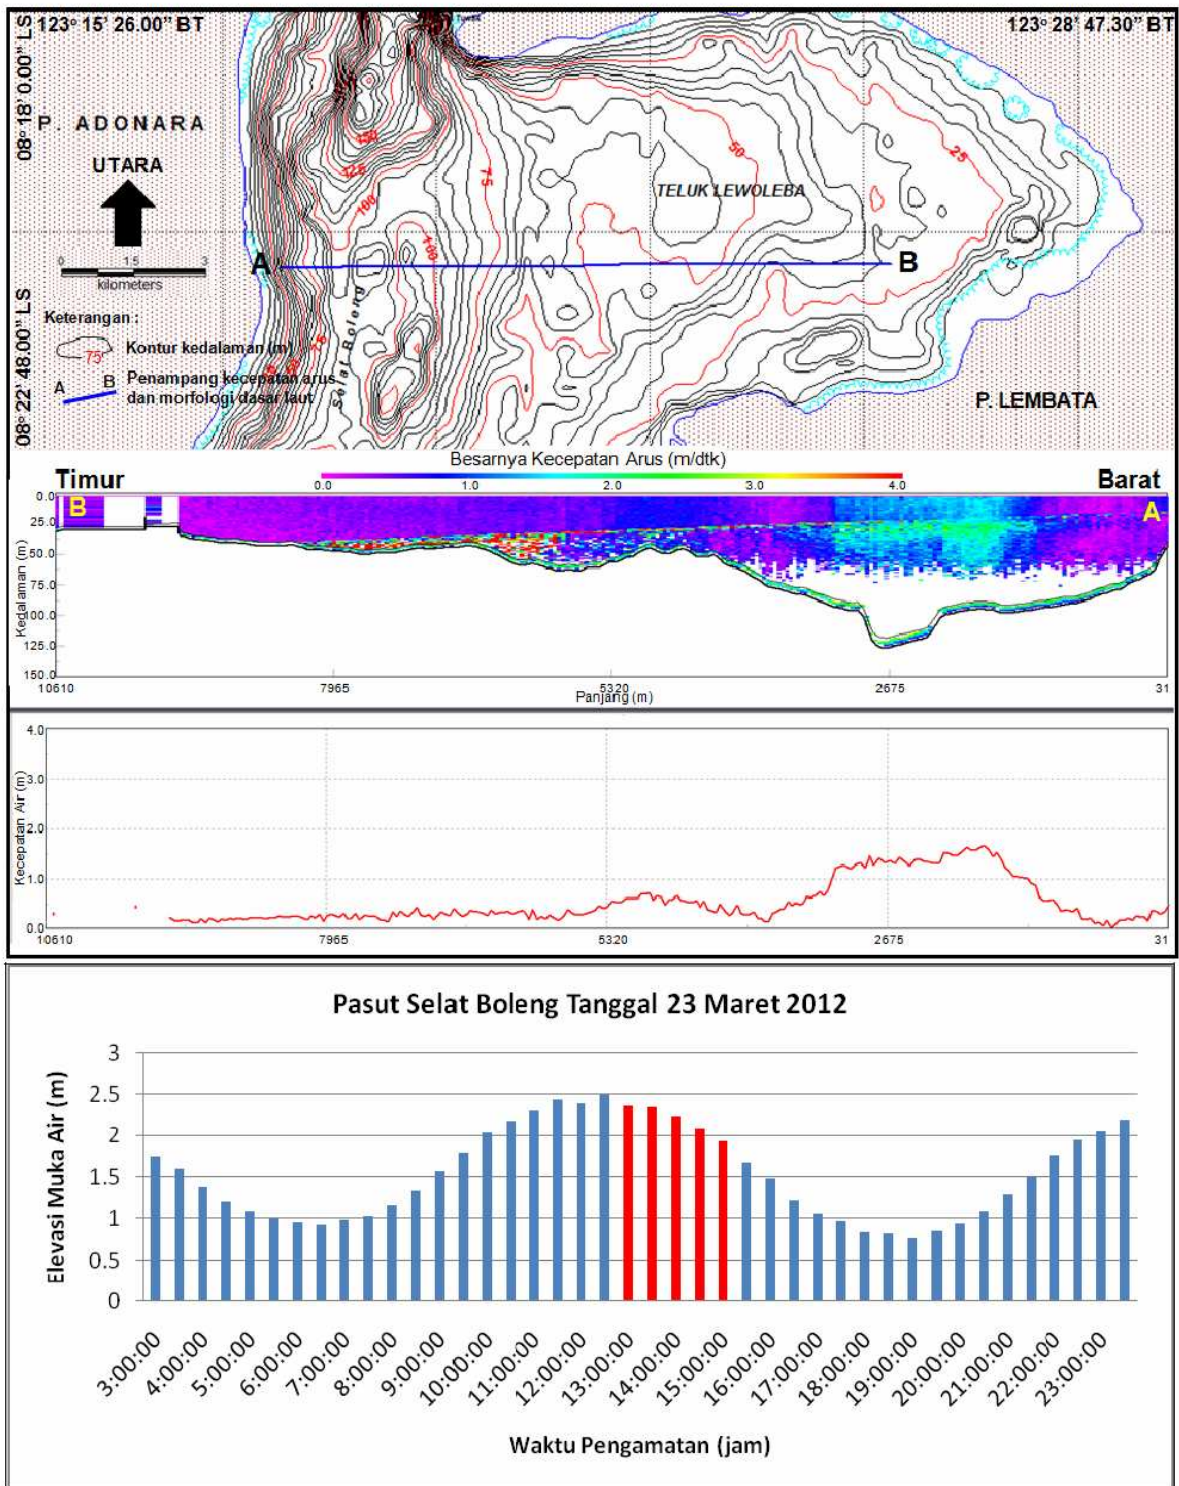 123° 15' 26.00" BT
123° 28' 47.30" BT
08° 18' 0.00" LS
P. ADONARA
UTARA
0 1.5 3
kilometers
08° 22' 48.00" LS
150
125
100
100
75
50
25
TELUK LEWOLEBA
A
B
Selat Boleng
75
Keterangan :
75
Kontur kedalaman (m)
A B
Penampang kecepatan arus
dan morfologi dasar laut
P. LEMBATA
Besarnya Kecepatan Arus (m/dtk)
Timur
Barat
0.0 1.0 2.0 3.0 4.0
B
A
Kedalaman (m)
0.0
25.0
50.0
75.0
100.0
125.0
150.0
10610 7965 5320 2675 31
Panjang (m)
Kecepatan Air (m)
4.0
3.0
2.0
1.0
0.0
10610 7965 5320 2675 31
Pasut Selat Boleng Tanggal 23 Maret 2012
Elevasi Muka Air (m)
3
2.5
2
1.5
1
0.5
0
3:00:00 4:00:00 5:00:00 6:00:00 7:00:00 8:00:00 9:00:00 10:00:00 11:00:00 12:00:00 13:00:00 14:00:00 15:00:00 16:00:00 17:00:00 18:00:00 19:00:00 20:00:00 21:00:00 22:00:00 23:00:00
Waktu Pengamatan (jam)